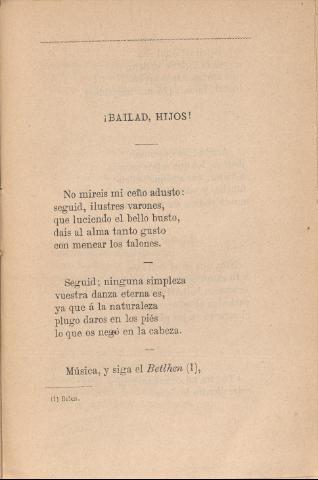 ¡BAILAD, HIJOS!
No mireis mi ceño adusto:
seguid, ilustres varones,
que luciendo el bello busto,
dais al alma tanto gusto
con menear los talones.
Seguid; ninguna simpleza
vuestra danza eterna es,
ya que á la naturaleza
plugo daros en los piés
lo que os negó en la cabeza.
Música, y siga el Betlhen (1),
(1) Belen.